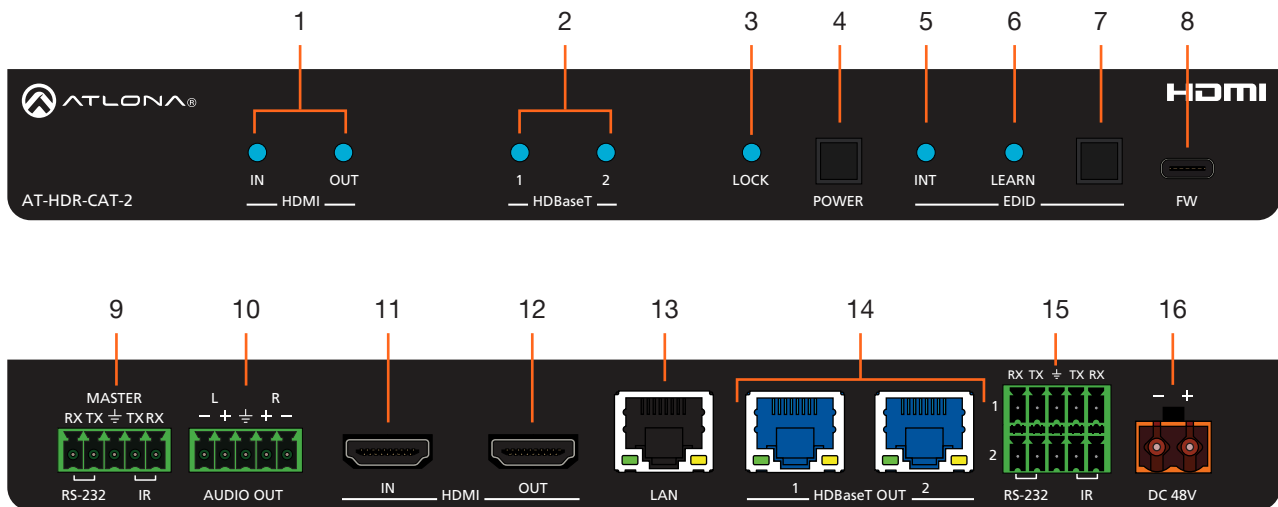 1 2 3 4 5 6 7 8
ATLONA® HDMI
IN OUT 1 2 LOCK INT LEARN
AT-HDR-CAT-2 HDMI HDBaseT POWER EDID FW
9 10 11 12 13 14 15 16
RX TX ⏚ TX RX
MASTER L R 1 − +
RX TX ⏚ TX RX − + ⏚ + −
2
RS-232 IR AUDIO OUT IN HDMI OUT LAN 1 HDBaseT OUT 2 RS-232 IR DC 48V